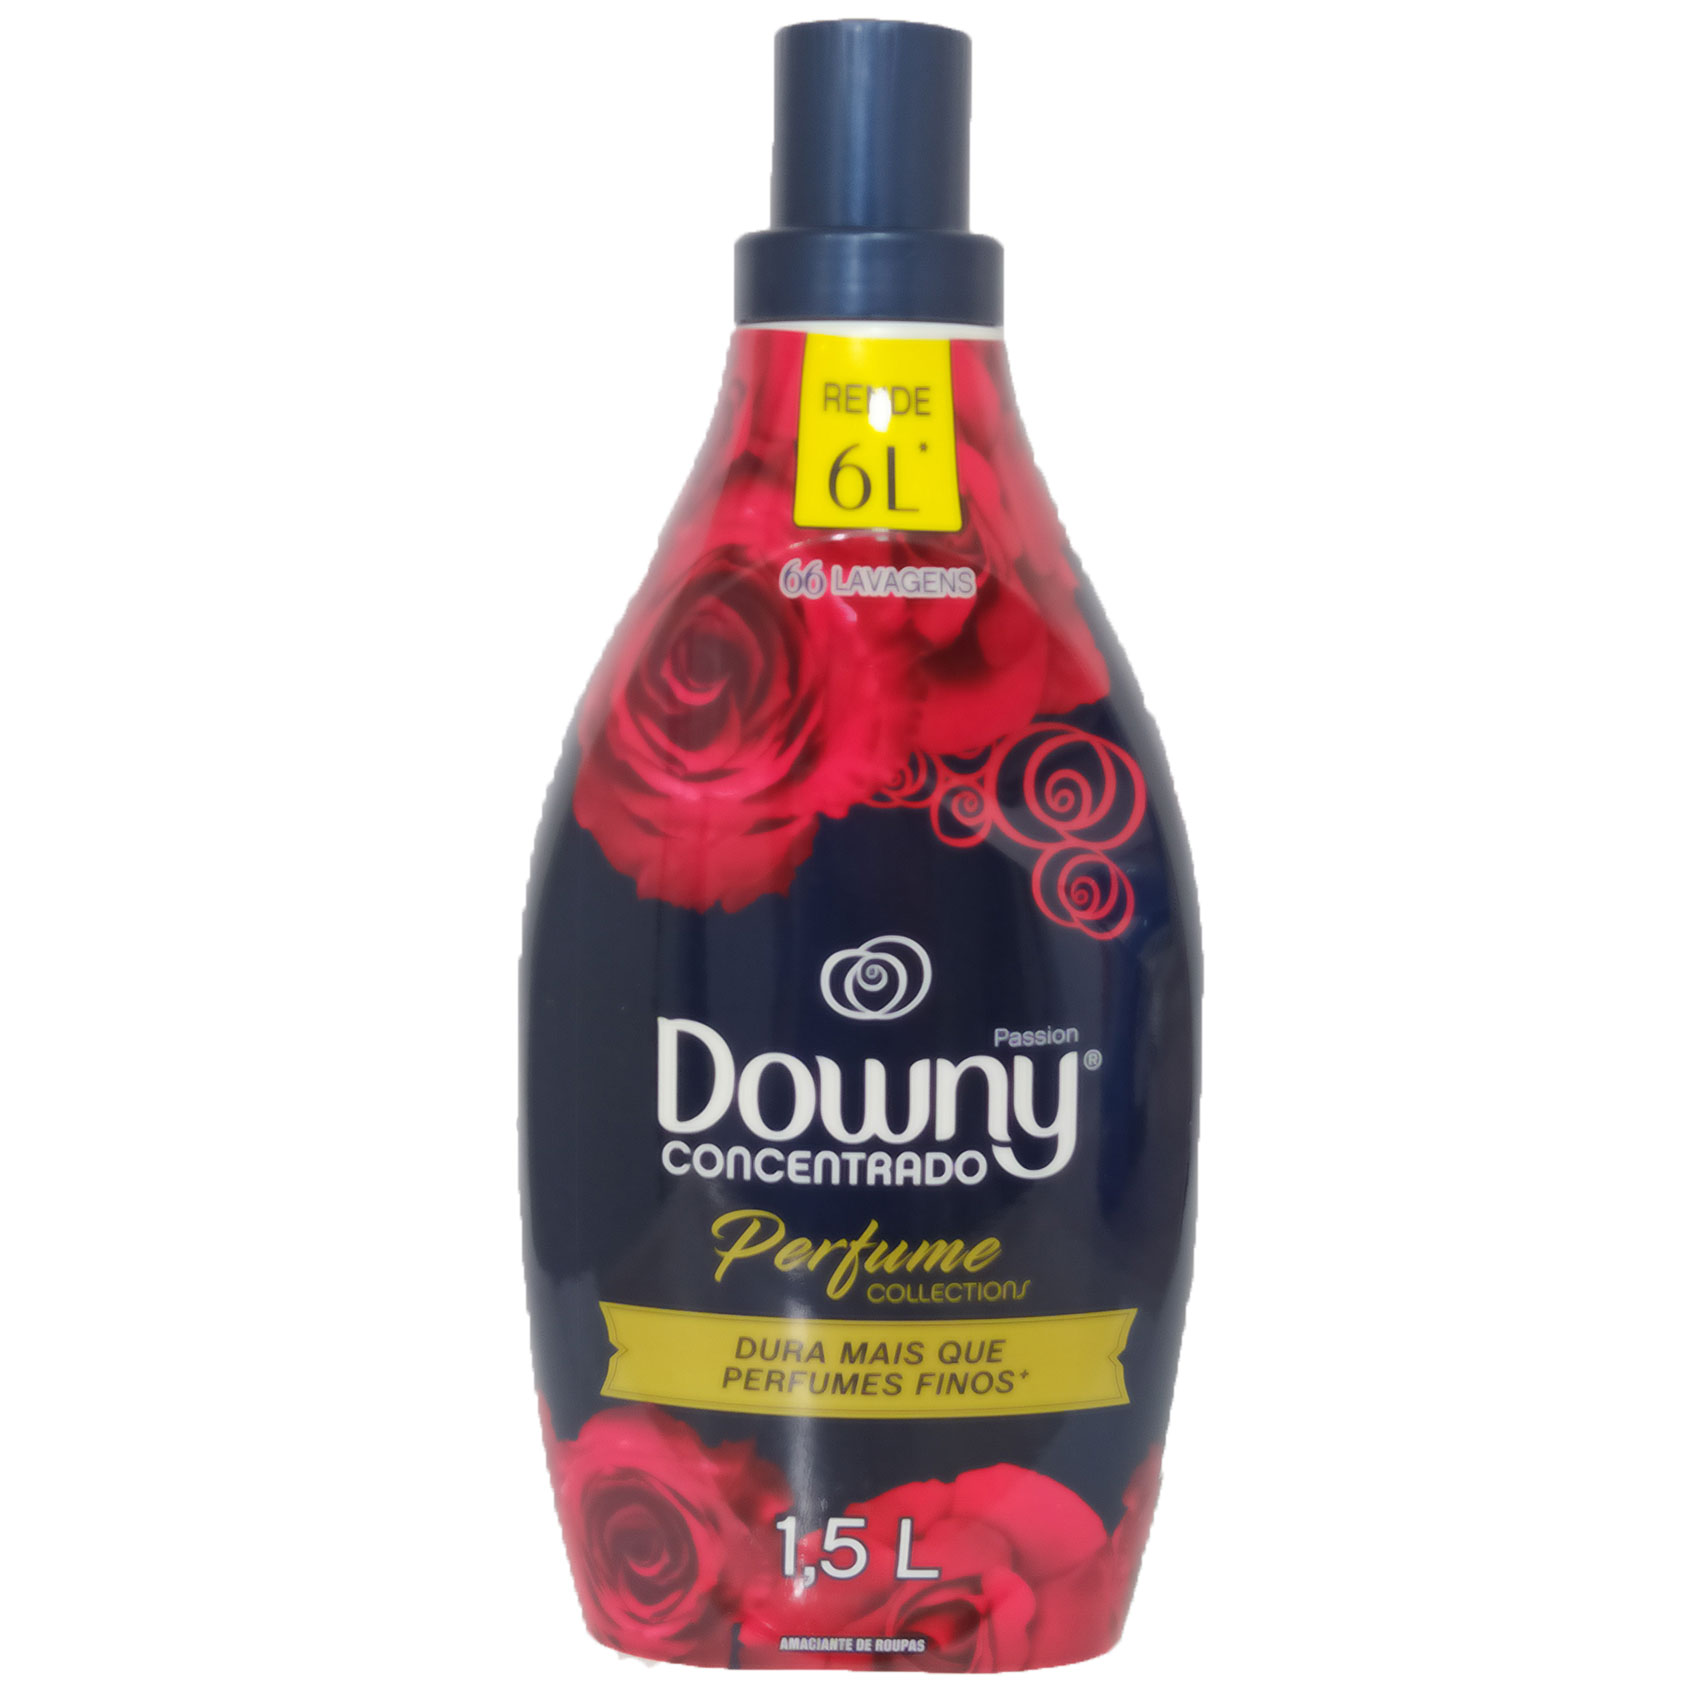 RENDE
6L*
66 LAVAGENS
Passion
Downy®
CONCENTRADO
Perfume
COLLECTIONS
DURA MAIS QUE
PERFUMES FINOS+
1,5 L
AMACIANTE DE ROUPAS